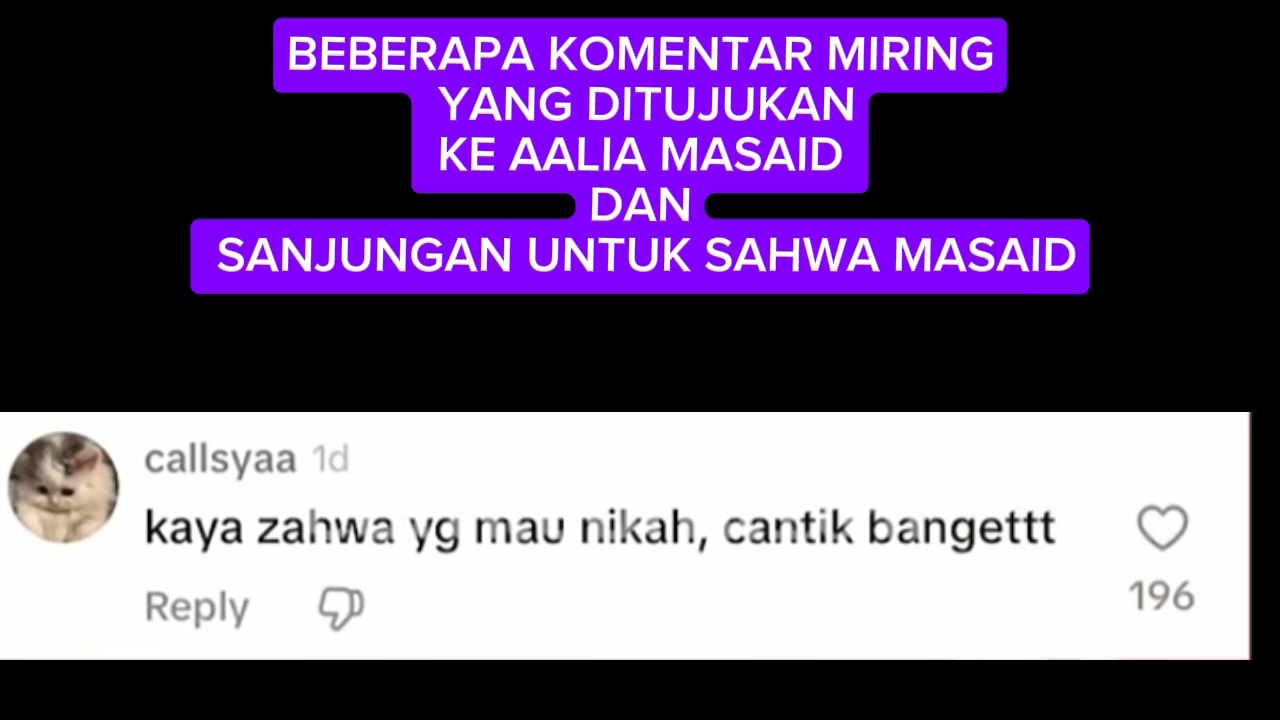 BEBERAPA KOMENTAR MIRING
YANG DITUJUKAN
KE AALIA MASAID
DAN
SANJUNGAN UNTUK SAHWA MASAID
callsyaa 1d
kaya zahwa yg mau nikah, cantik bangettt
Reply
196